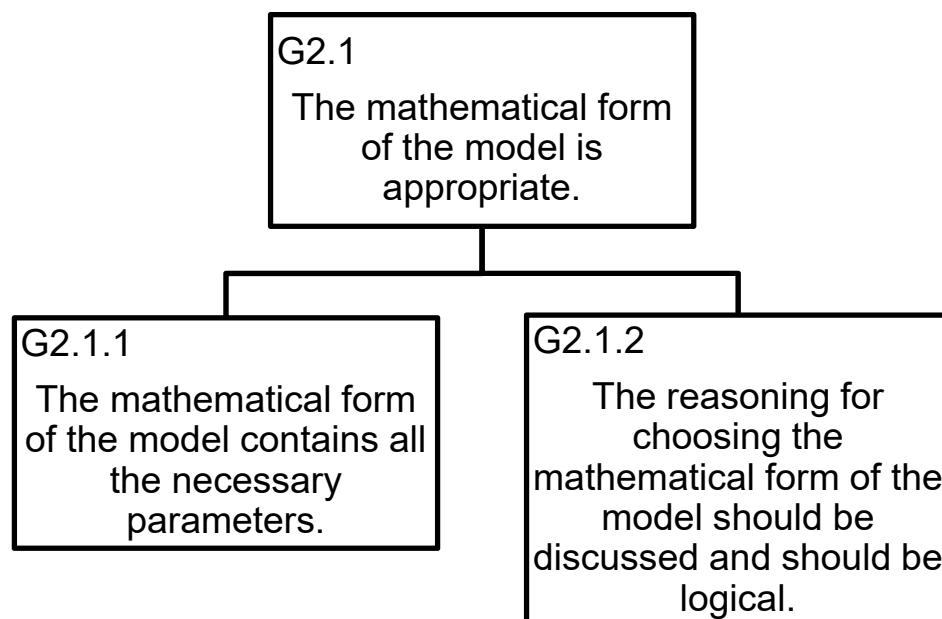 G2.1
The mathematical form
of the model is
appropriate.
G2.1.1
The mathematical form
of the model contains all
the necessary
parameters.
G2.1.2
The reasoning for
choosing the
mathematical form of the
model should be
discussed and should be
logical.